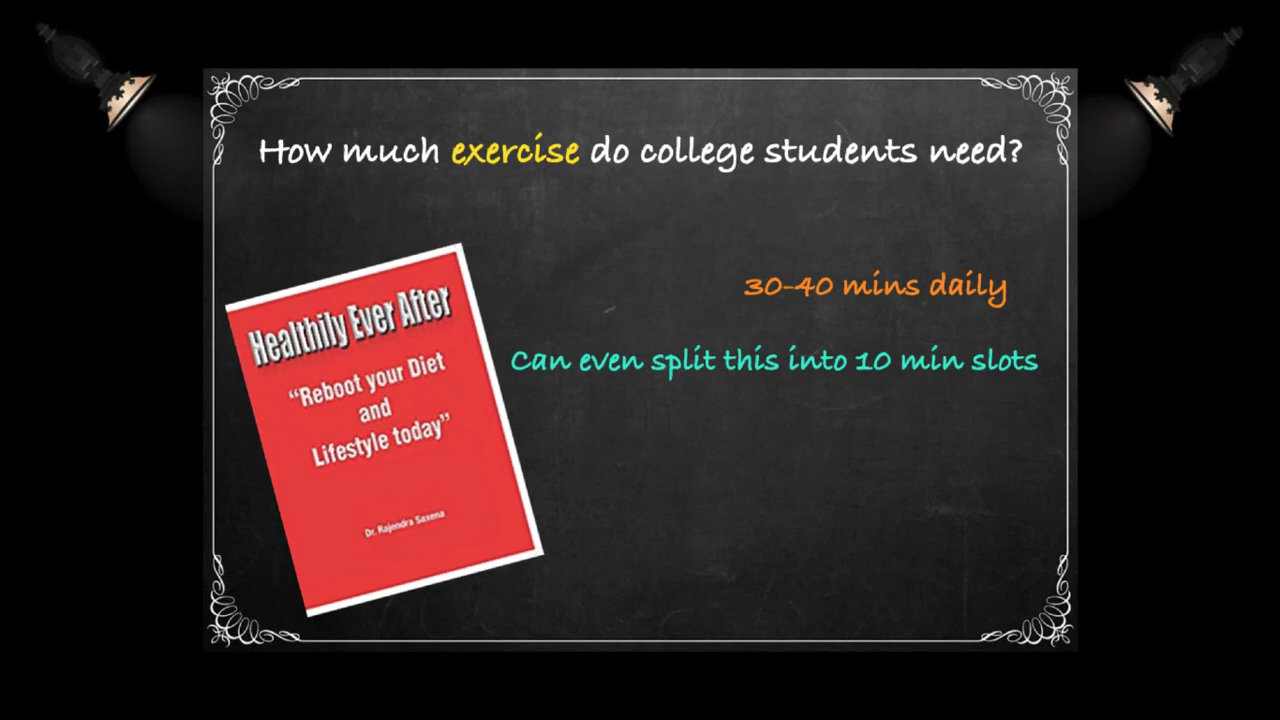 How much exercise do college students need?
Healthily Ever After
“Reboot your Diet
and
Lifestyle today”
Dr. Rajendra Saxena
30-40 mins daily
Can even split this into 10 min slots